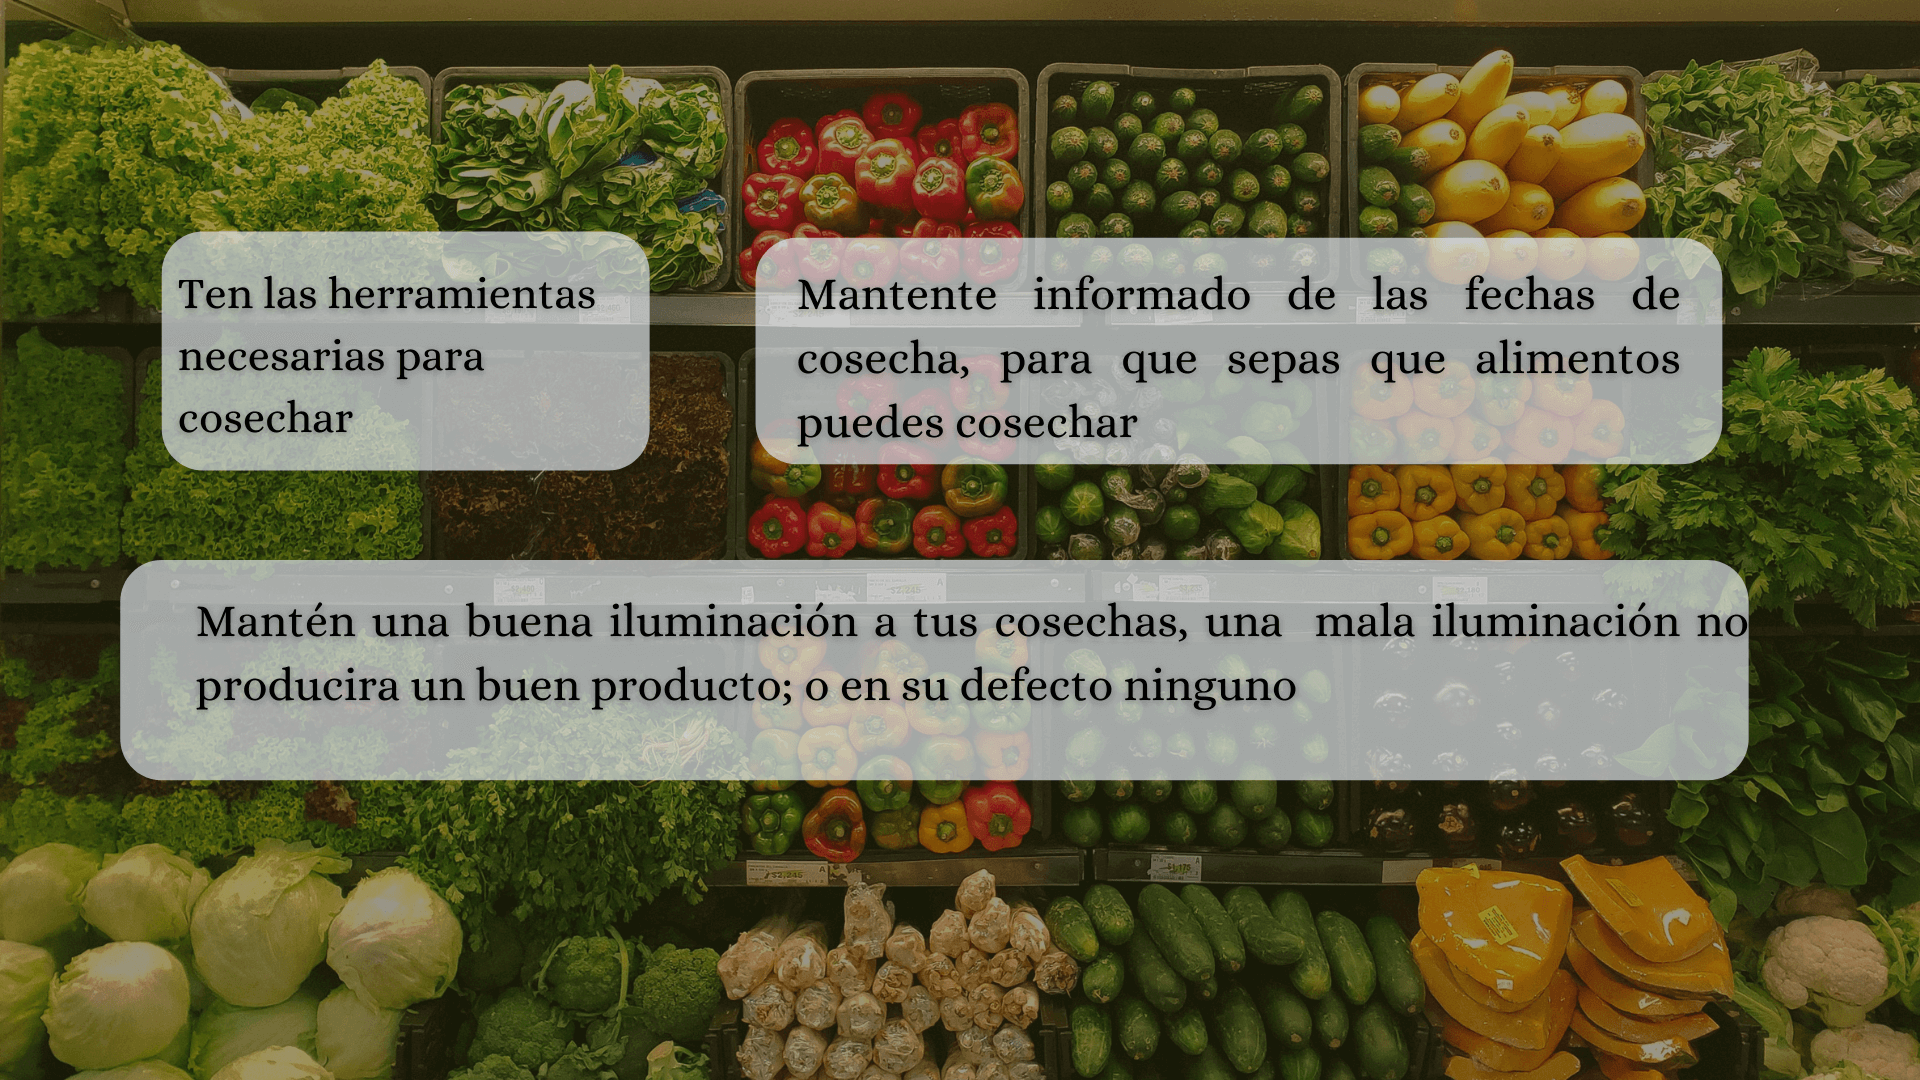 Ten las herramientas
necesarias para
cosechar
Mantente informado de las fechas de
cosecha, para que sepas que alimentos
puedes cosechar
Mantén una buena iluminación a tus cosechas, una mala iluminación no
producira un buen producto; o en su defecto ninguno